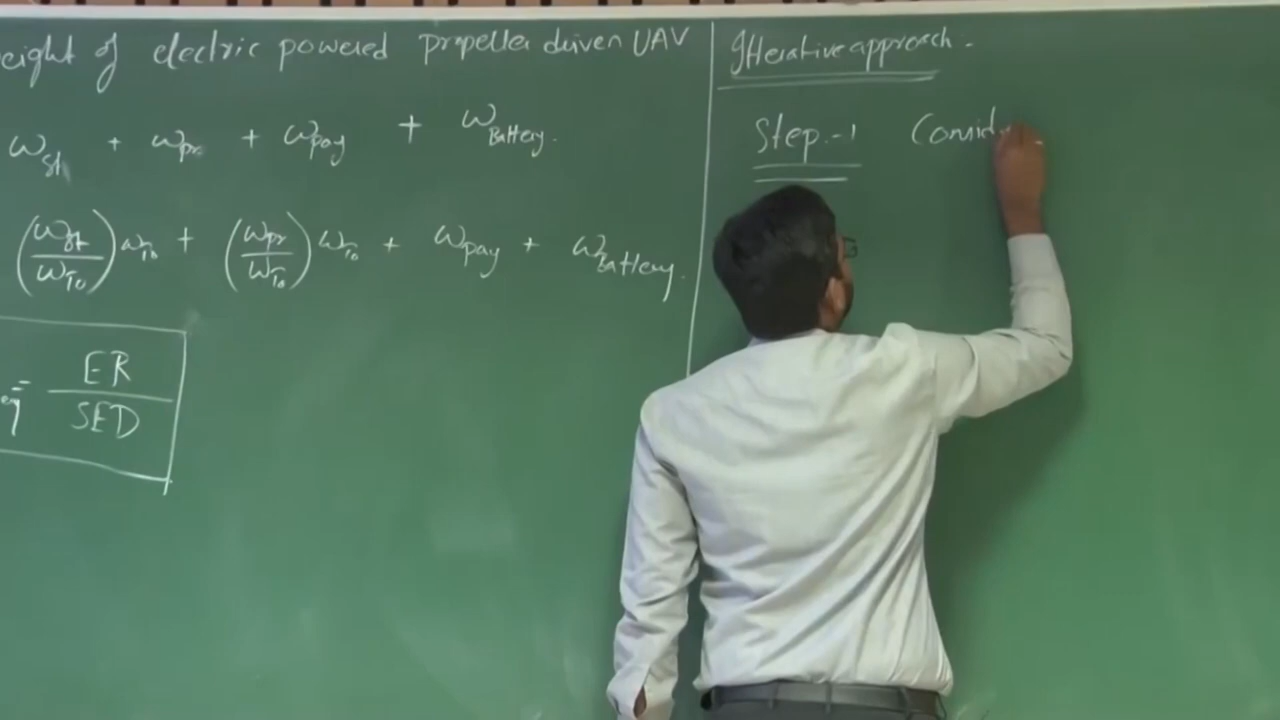 eight of electric powered propeller driven UAV
W_St + W_pr + W_pay + W_Battery.
(W_St/W_To) W_To + (W_pr/W_To) W_To + W_pay + W_Battery.
= ER/SED
Itterative approach -
Step-1 Consid